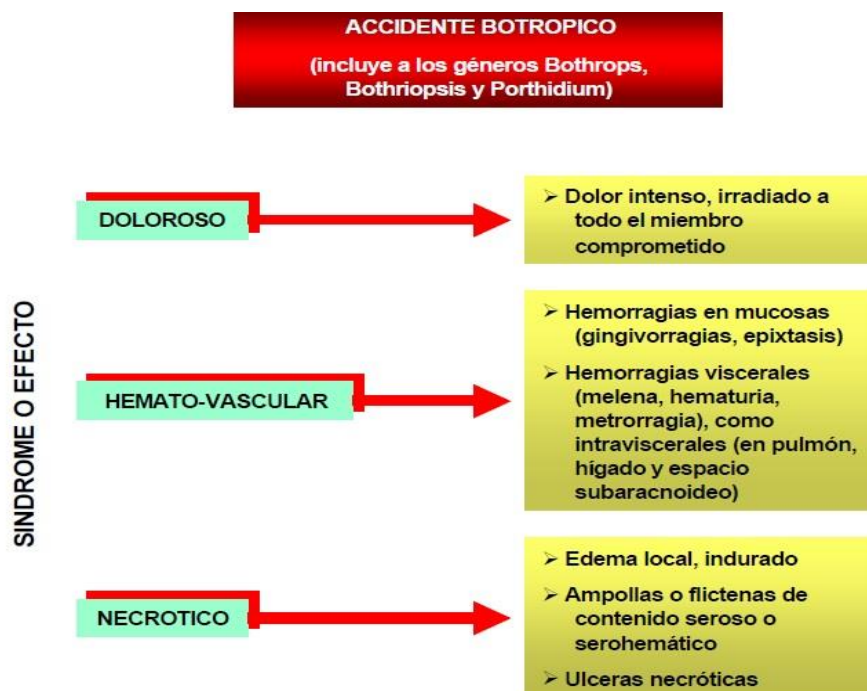 ACCIDENTE BOTROPICO
(incluye a los géneros Bothrops,
Bothriopsis y Porthidium)
SINDROME O EFECTO
DOLOROSO
➢ Dolor intenso, irradiado a
todo el miembro
comprometido
HEMATO-VASCULAR
➢ Hemorragias en mucosas
(gingivorragias, epixtasis)
➢ Hemorragias viscerales
(melena, hematuria,
metrorragia), como
intraviscerales (en pulmón,
hígado y espacio
subaracnoideo)
NECROTICO
➢ Edema local, indurado
➢ Ampollas o flictenas de
contenido seroso o
serohemático
➢ Ulceras necróticas